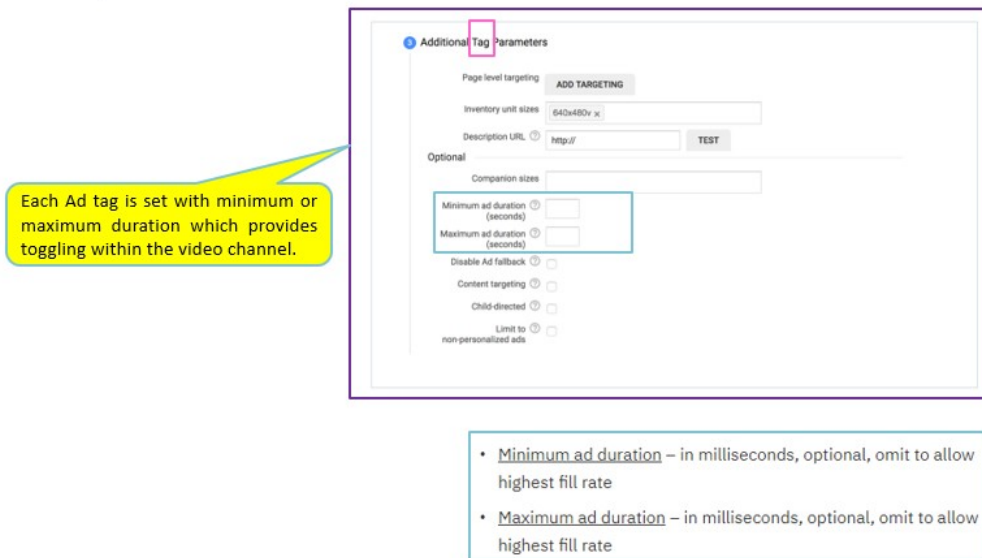 3 Additional Tag Parameters
Page level targeting ADD TARGETING
Inventory unit sizes 640x480v x
Description URL ? http:// TEST
Optional
Companion sizes
Minimum ad duration ?
(seconds)
Maximum ad duration ?
(seconds)
Disable Ad fallback ?
Content targeting ?
Child-directed ?
Limit to ?
non-personalized ads
Each Ad tag is set with minimum or
maximum duration which provides
toggling within the video channel.
• Minimum ad duration – in milliseconds, optional, omit to allow
highest fill rate
• Maximum ad duration – in milliseconds, optional, omit to allow
highest fill rate